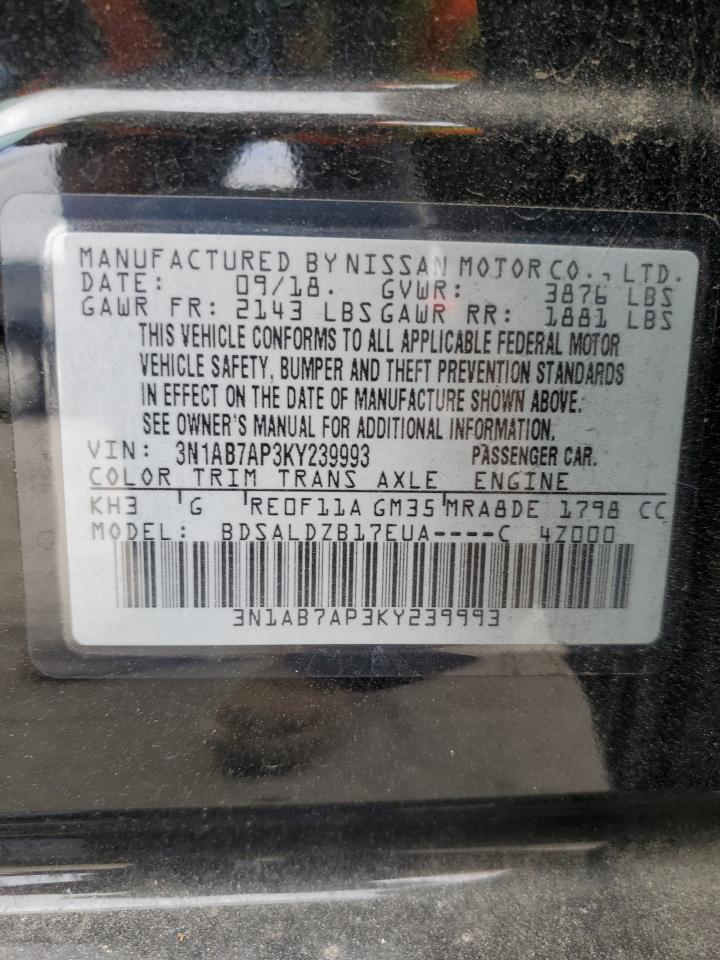 MANUFACTURED BY NISSAN MOTOR CO., LTD.
DATE: 09/18. GVWR: 3876 LBS
GAWR FR: 2143 LBS GAWR RR: 1881 LBS
THIS VEHICLE CONFORMS TO ALL APPLICABLE FEDERAL MOTOR
VEHICLE SAFETY, BUMPER AND THEFT PREVENTION STANDARDS
IN EFFECT ON THE DATE OF MANUFACTURE SHOWN ABOVE.
SEE OWNER'S MANUAL FOR ADDITIONAL INFORMATION.
VIN: 3N1AB7AP3KY239993 PASSENGER CAR.
COLOR TRIM TRANS AXLE ENGINE
KH3 G RE0F11A GM35 MRA8DE 1798 CC
MODEL: BDSALDZB17EUA----C 4Z000
3N1AB7AP3KY239993